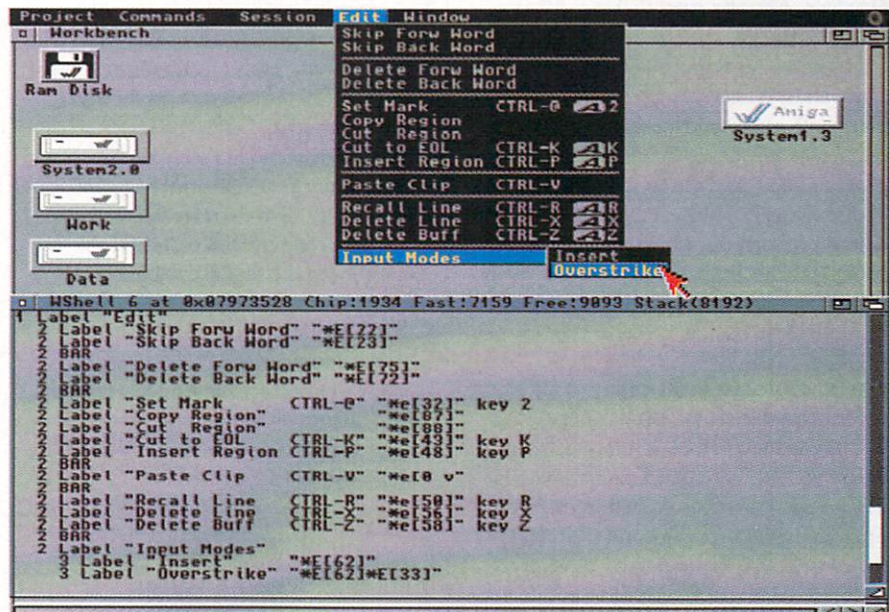 Project Commands Session Edit Window
Workbench
Ram Disk
System2.0
Work
Data
Amiga
System1.3
Skip Forw Word
Skip Back Word
Delete Forw Word
Delete Back Word
Set Mark CTRL-@ A 2
Copy Region
Cut Region
Cut to EOL CTRL-K A K
Insert Region CTRL-P A P
Paste Clip CTRL-V
Recall Line CTRL-R A R
Delete Line CTRL-X A X
Delete Buff CTRL-Z A Z
Input Modes
Insert
Overstrike
WShell 6 at 0x07973528 Chip:1934 Fast:7159 Free:9093 Stack(8192)
1 Label "Edit"
2 Label "Skip Forw Word" "*E[22]"
2 Label "Skip Back Word" "*E[23]"
2 BAR
2 Label "Delete Forw Word" "*E[75]"
2 Label "Delete Back Word" "*E[72]"
2 BAR
2 Label "Set Mark CTRL-@" "*e[32]" key 2
2 Label "Copy Region" "*e[87]"
2 Label "Cut Region" "*e[88]"
2 Label "Cut to EOL CTRL-K" "*e[43]" key K
2 Label "Insert Region CTRL-P" "*e[48]" key P
2 BAR
2 Label "Paste Clip CTRL-V" "*e[0 v"
2 BAR
2 Label "Recall Line CTRL-R" "*e[50]" key R
2 Label "Delete Line CTRL-X" "*e[56]" key X
2 Label "Delete Buff CTRL-Z" "*e[58]" key Z
2 BAR
2 Label "Input Modes"
3 Label "Insert" "*E[62]"
3 Label "Overstrike" "*E[62]*E[33]"